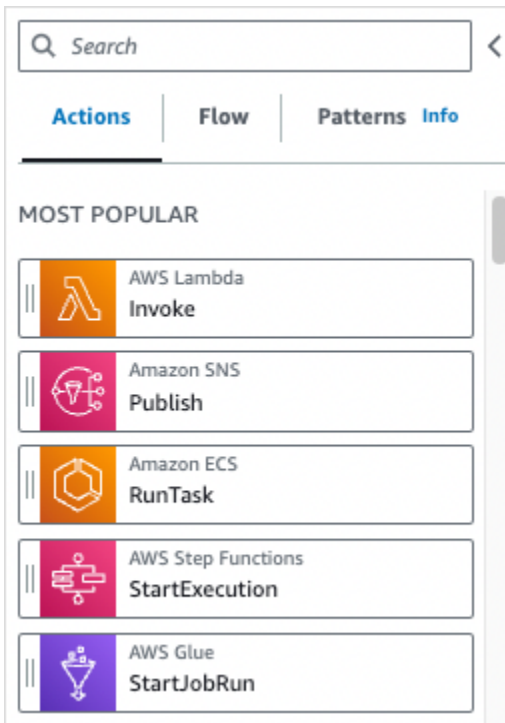 Search
Actions Flow Patterns Info
MOST POPULAR
AWS Lambda
Invoke
Amazon SNS
Publish
Amazon ECS
RunTask
AWS Step Functions
StartExecution
AWS Glue
StartJobRun